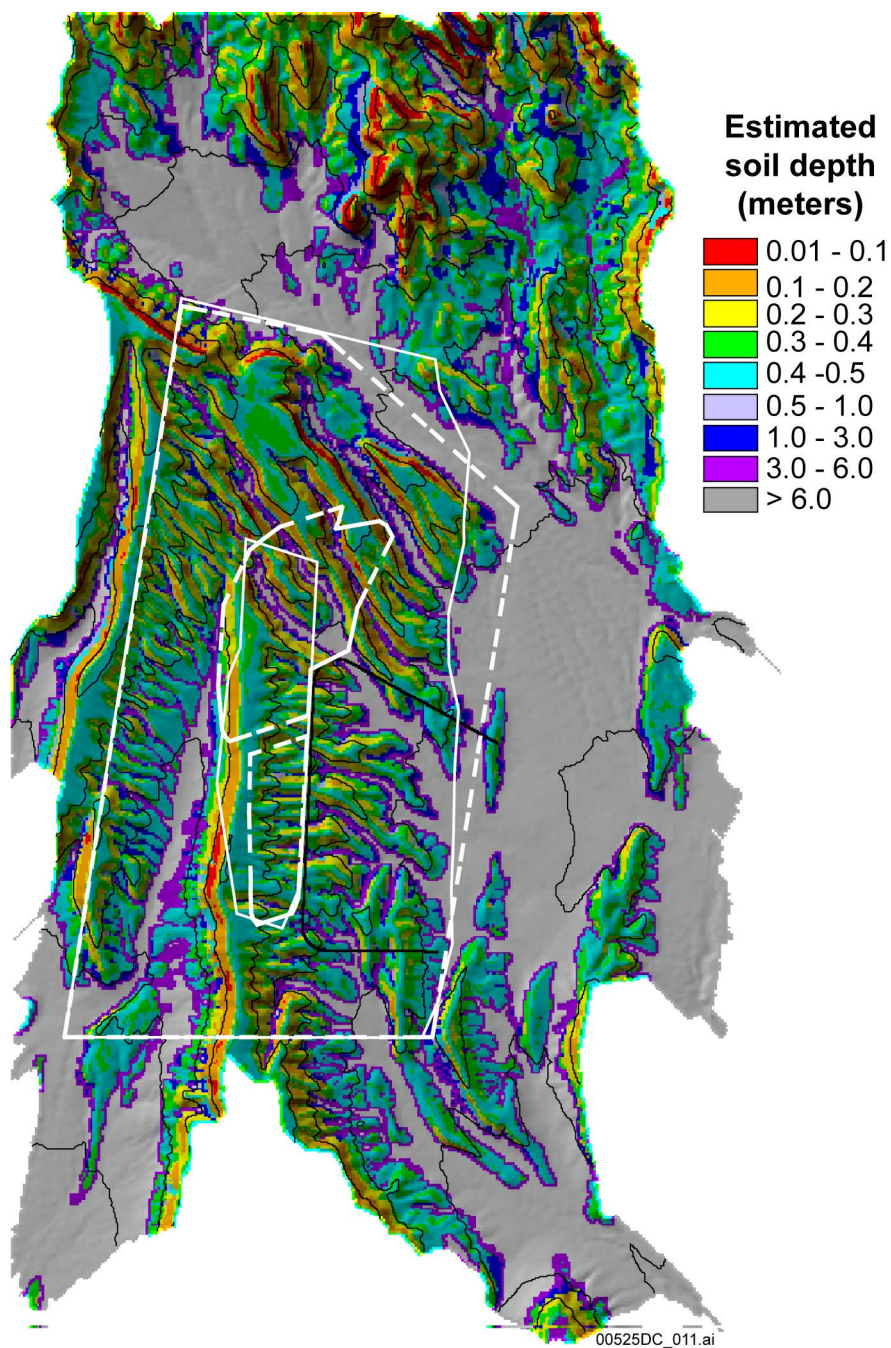 Estimated
soil depth
(meters)
0.01 - 0.1
0.1 - 0.2
0.2 - 0.3
0.3 - 0.4
0.4 -0.5
0.5 - 1.0
1.0 - 3.0
3.0 - 6.0
> 6.0
00525DC_011.ai